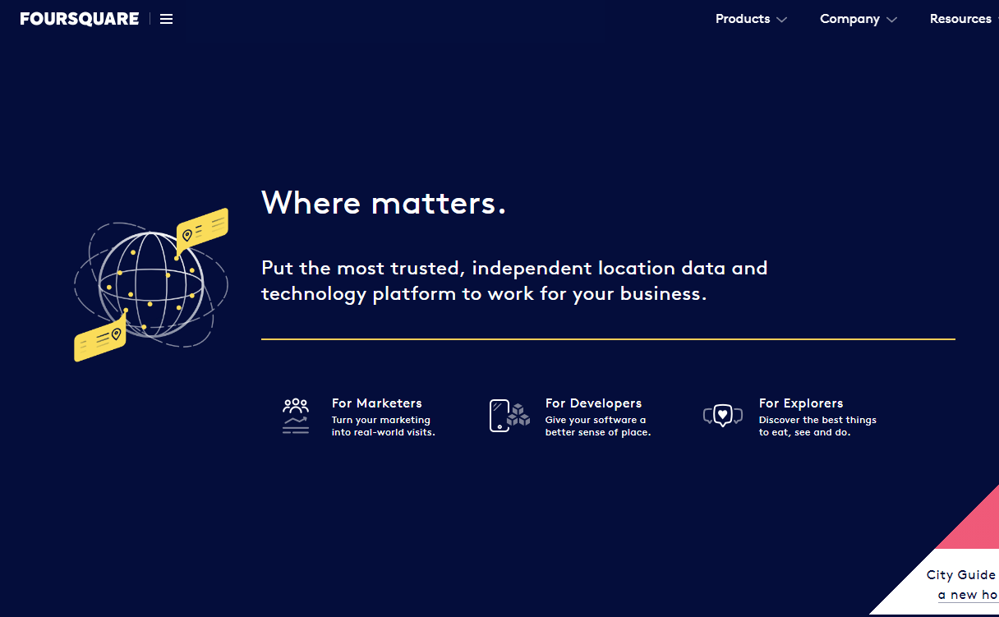 FOURSQUARE
Products
Company
Resources
Where matters.
Put the most trusted, independent location data and
technology platform to work for your business.
For Marketers
Turn your marketing
into real-world visits.
For Developers
Give your software a
better sense of place.
For Explorers
Discover the best things
to eat, see and do.
City Guide
a new ho